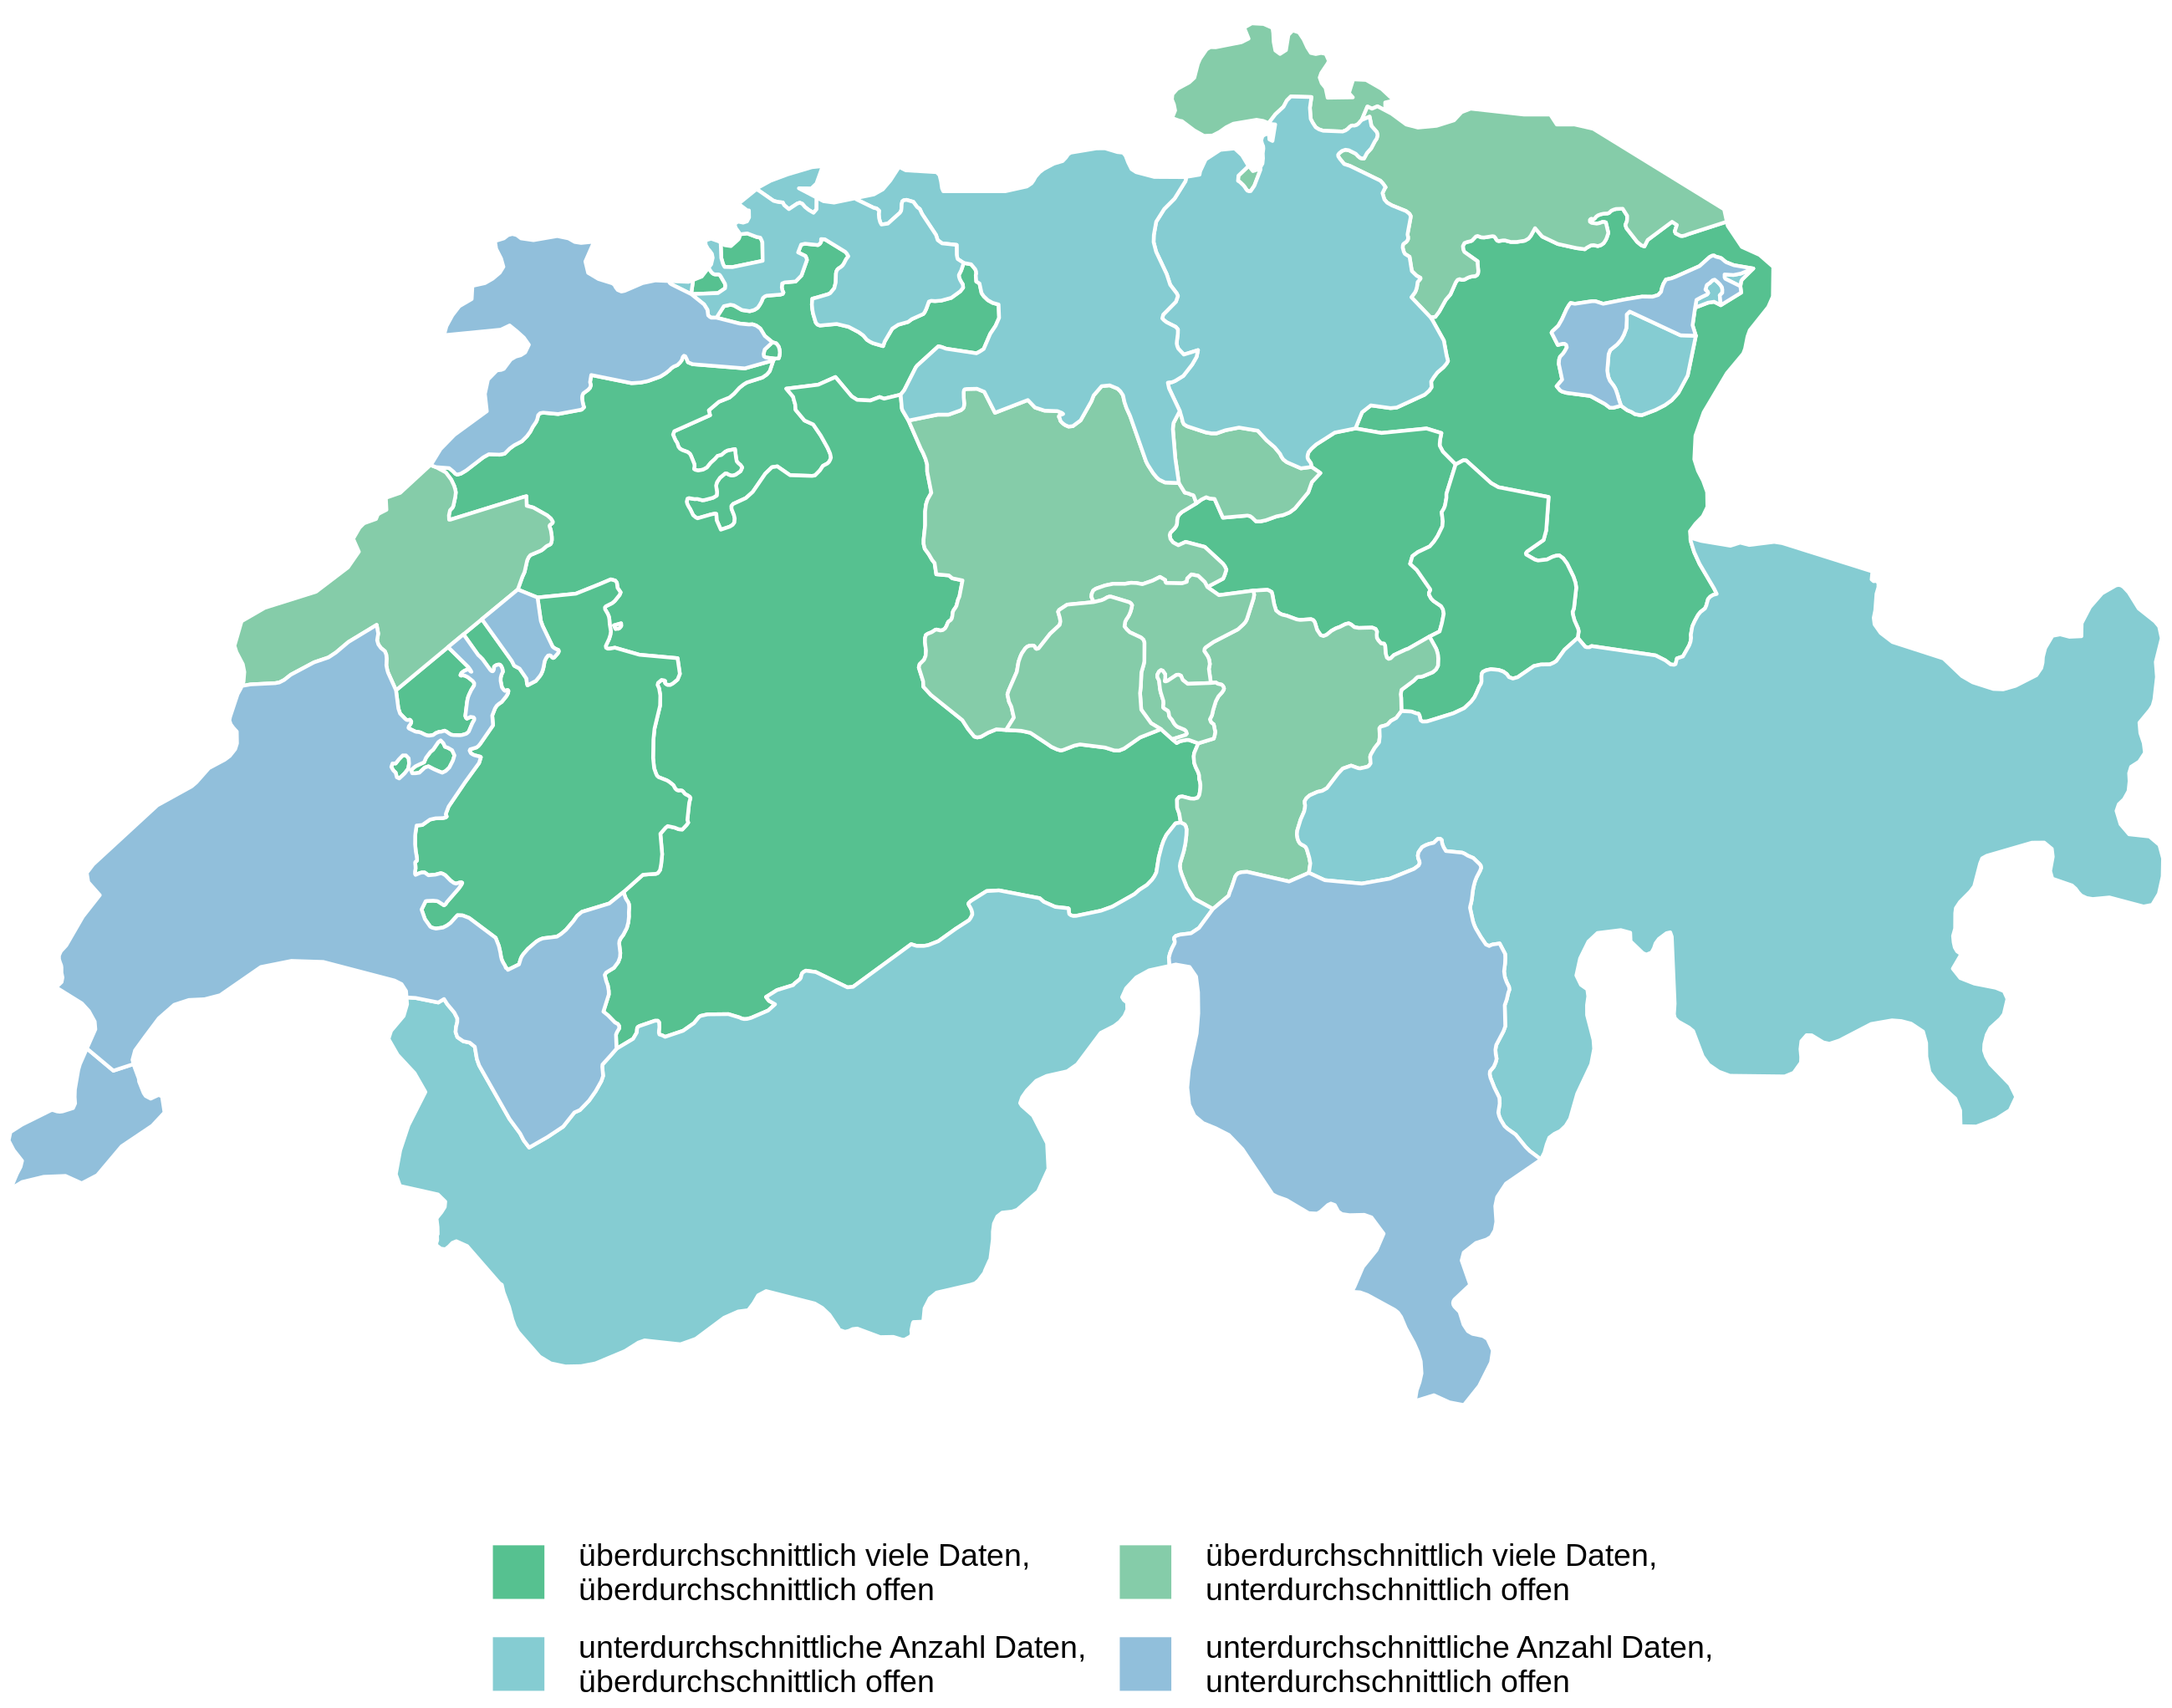 überdurchschnittlich viele Daten,
überdurchschnittlich offen
überdurchschnittlich viele Daten,
unterdurchschnittlich offen
unterdurchschnittliche Anzahl Daten,
überdurchschnittlich offen
unterdurchschnittliche Anzahl Daten,
unterdurchschnittlich offen